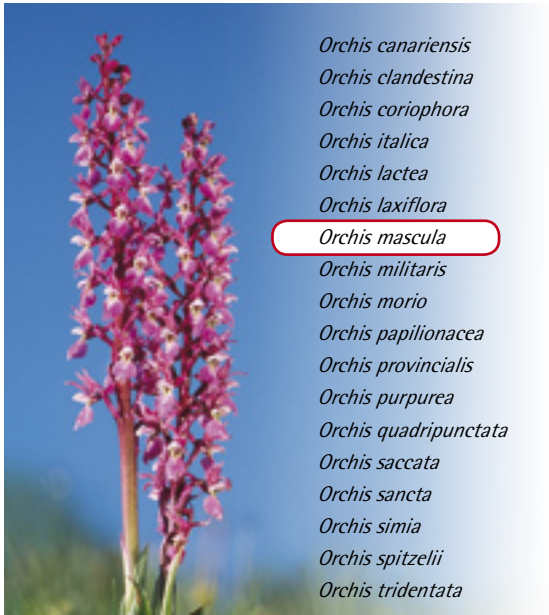 Orchis canariensis
Orchis clandestina
Orchis coriophora
Orchis italica
Orchis lactea
Orchis laxiflora
Orchis mascula
Orchis militaris
Orchis morio
Orchis papilionacea
Orchis provincialis
Orchis purpurea
Orchis quadripunctata
Orchis saccata
Orchis sancta
Orchis simia
Orchis spitzelii
Orchis tridentata